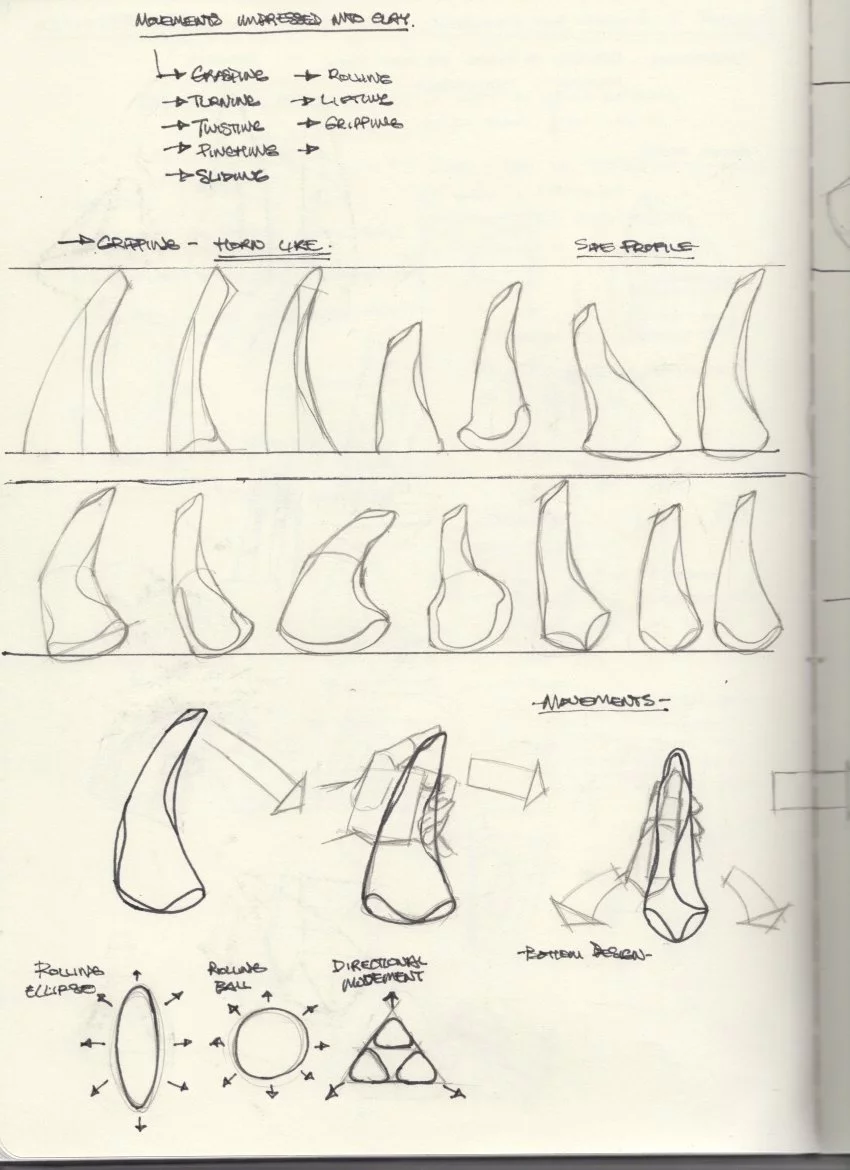 MOVEMENTS IMPRESSED INTO CLAY.
→ GRASPING → ROLLING
→ TURNING → LIFTING
→ TWISTING → GRIPPING
→ PINCHING →
→ SLIDING
→ GRIPPING - HORN LIKE.
SIDE PROFILE
-MOVEMENTS-
-BOTTOM DESIGN-
ROLLING
ELLIPSE
ROLLING
BALL
DIRECTIONAL
MOVEMENT